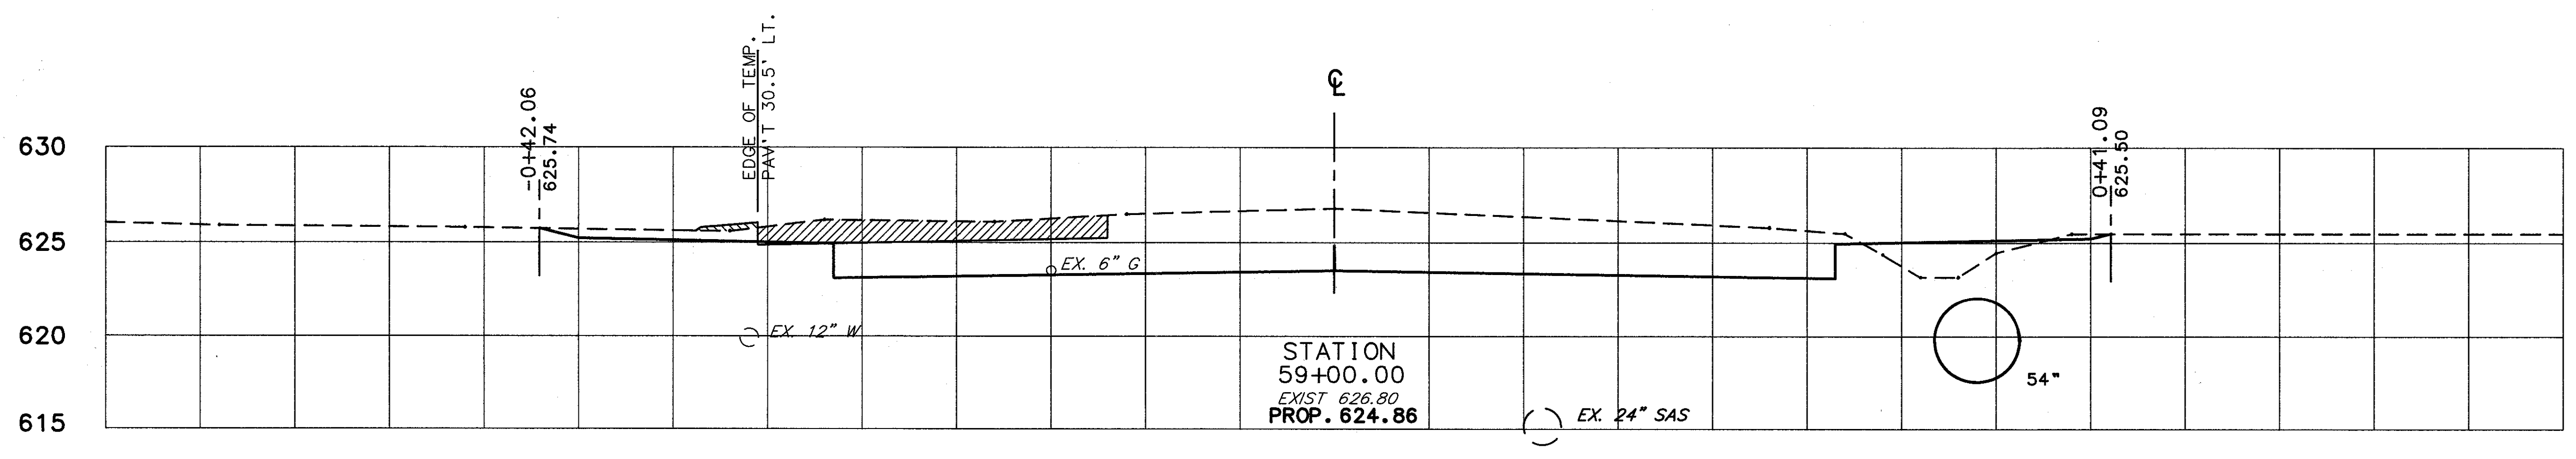 EDGE OF TEMP.
PAV'T 30.5' LT.
℄
-0+42.06
625.74
0+41.09
625.50
630
625
EX. 6" G
620
EX. 12" W
STATION
59+00.00
EXIST 626.80
PROP. 624.86
54"
615
EX. 24" SAS